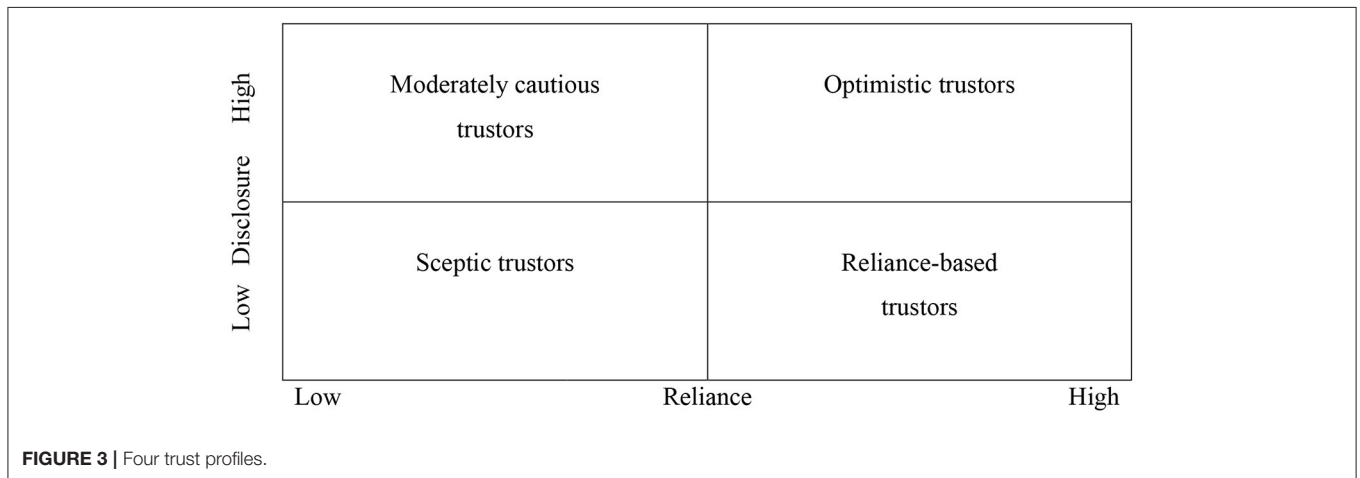 High
Disclosure
Low
Moderately cautious
trustors
Optimistic trustors
Sceptic trustors
Reliance-based
trustors
Low Reliance High
FIGURE 3 | Four trust profiles.